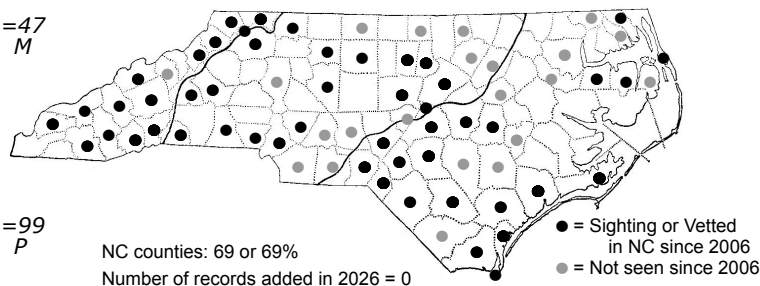 =47
M
=99
P
NC counties: 69 or 69%
Number of records added in 2026 = 0
= Sighting or Vetted
in NC since 2006
= Not seen since 2006